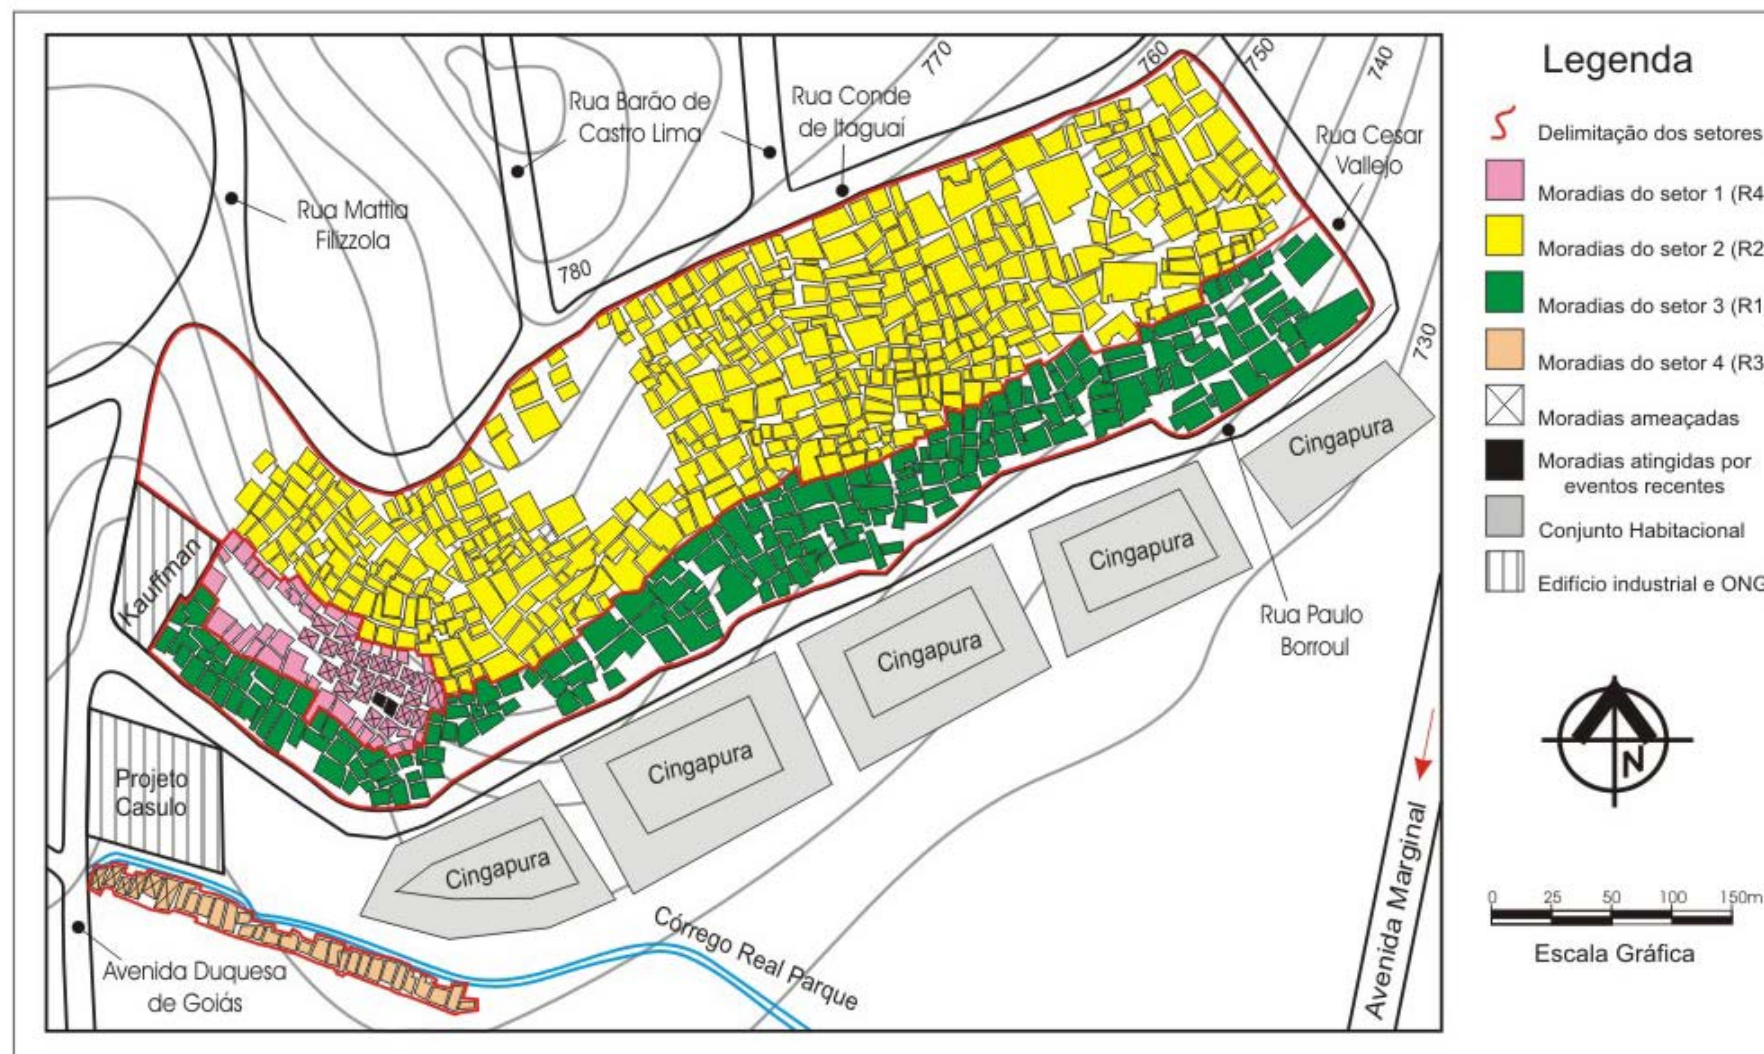 770
760
750
740
Rua Barão de
Castro Lima
Rua Conde
de Itaguaí
Rua Cesar
Vallejo
Rua Mattia
Filizzola
780
730
Cingapura
Kauffman
Cingapura
Rua Paulo
Borroul
Cingapura
Cingapura
Projeto
Casulo
Cingapura
Córrego Real Parque
Avenida Duquesa
de Goiás
Avenida Marginal
Legenda
Delimitação dos setores
Moradias do setor 1 (R4
Moradias do setor 2 (R2
Moradias do setor 3 (R1
Moradias do setor 4 (R3
Moradias ameaçadas
Moradias atingidas por
eventos recentes
Conjunto Habitacional
Edifício industrial e ONG
N
0 25 50 100 150m
Escala Gráfica